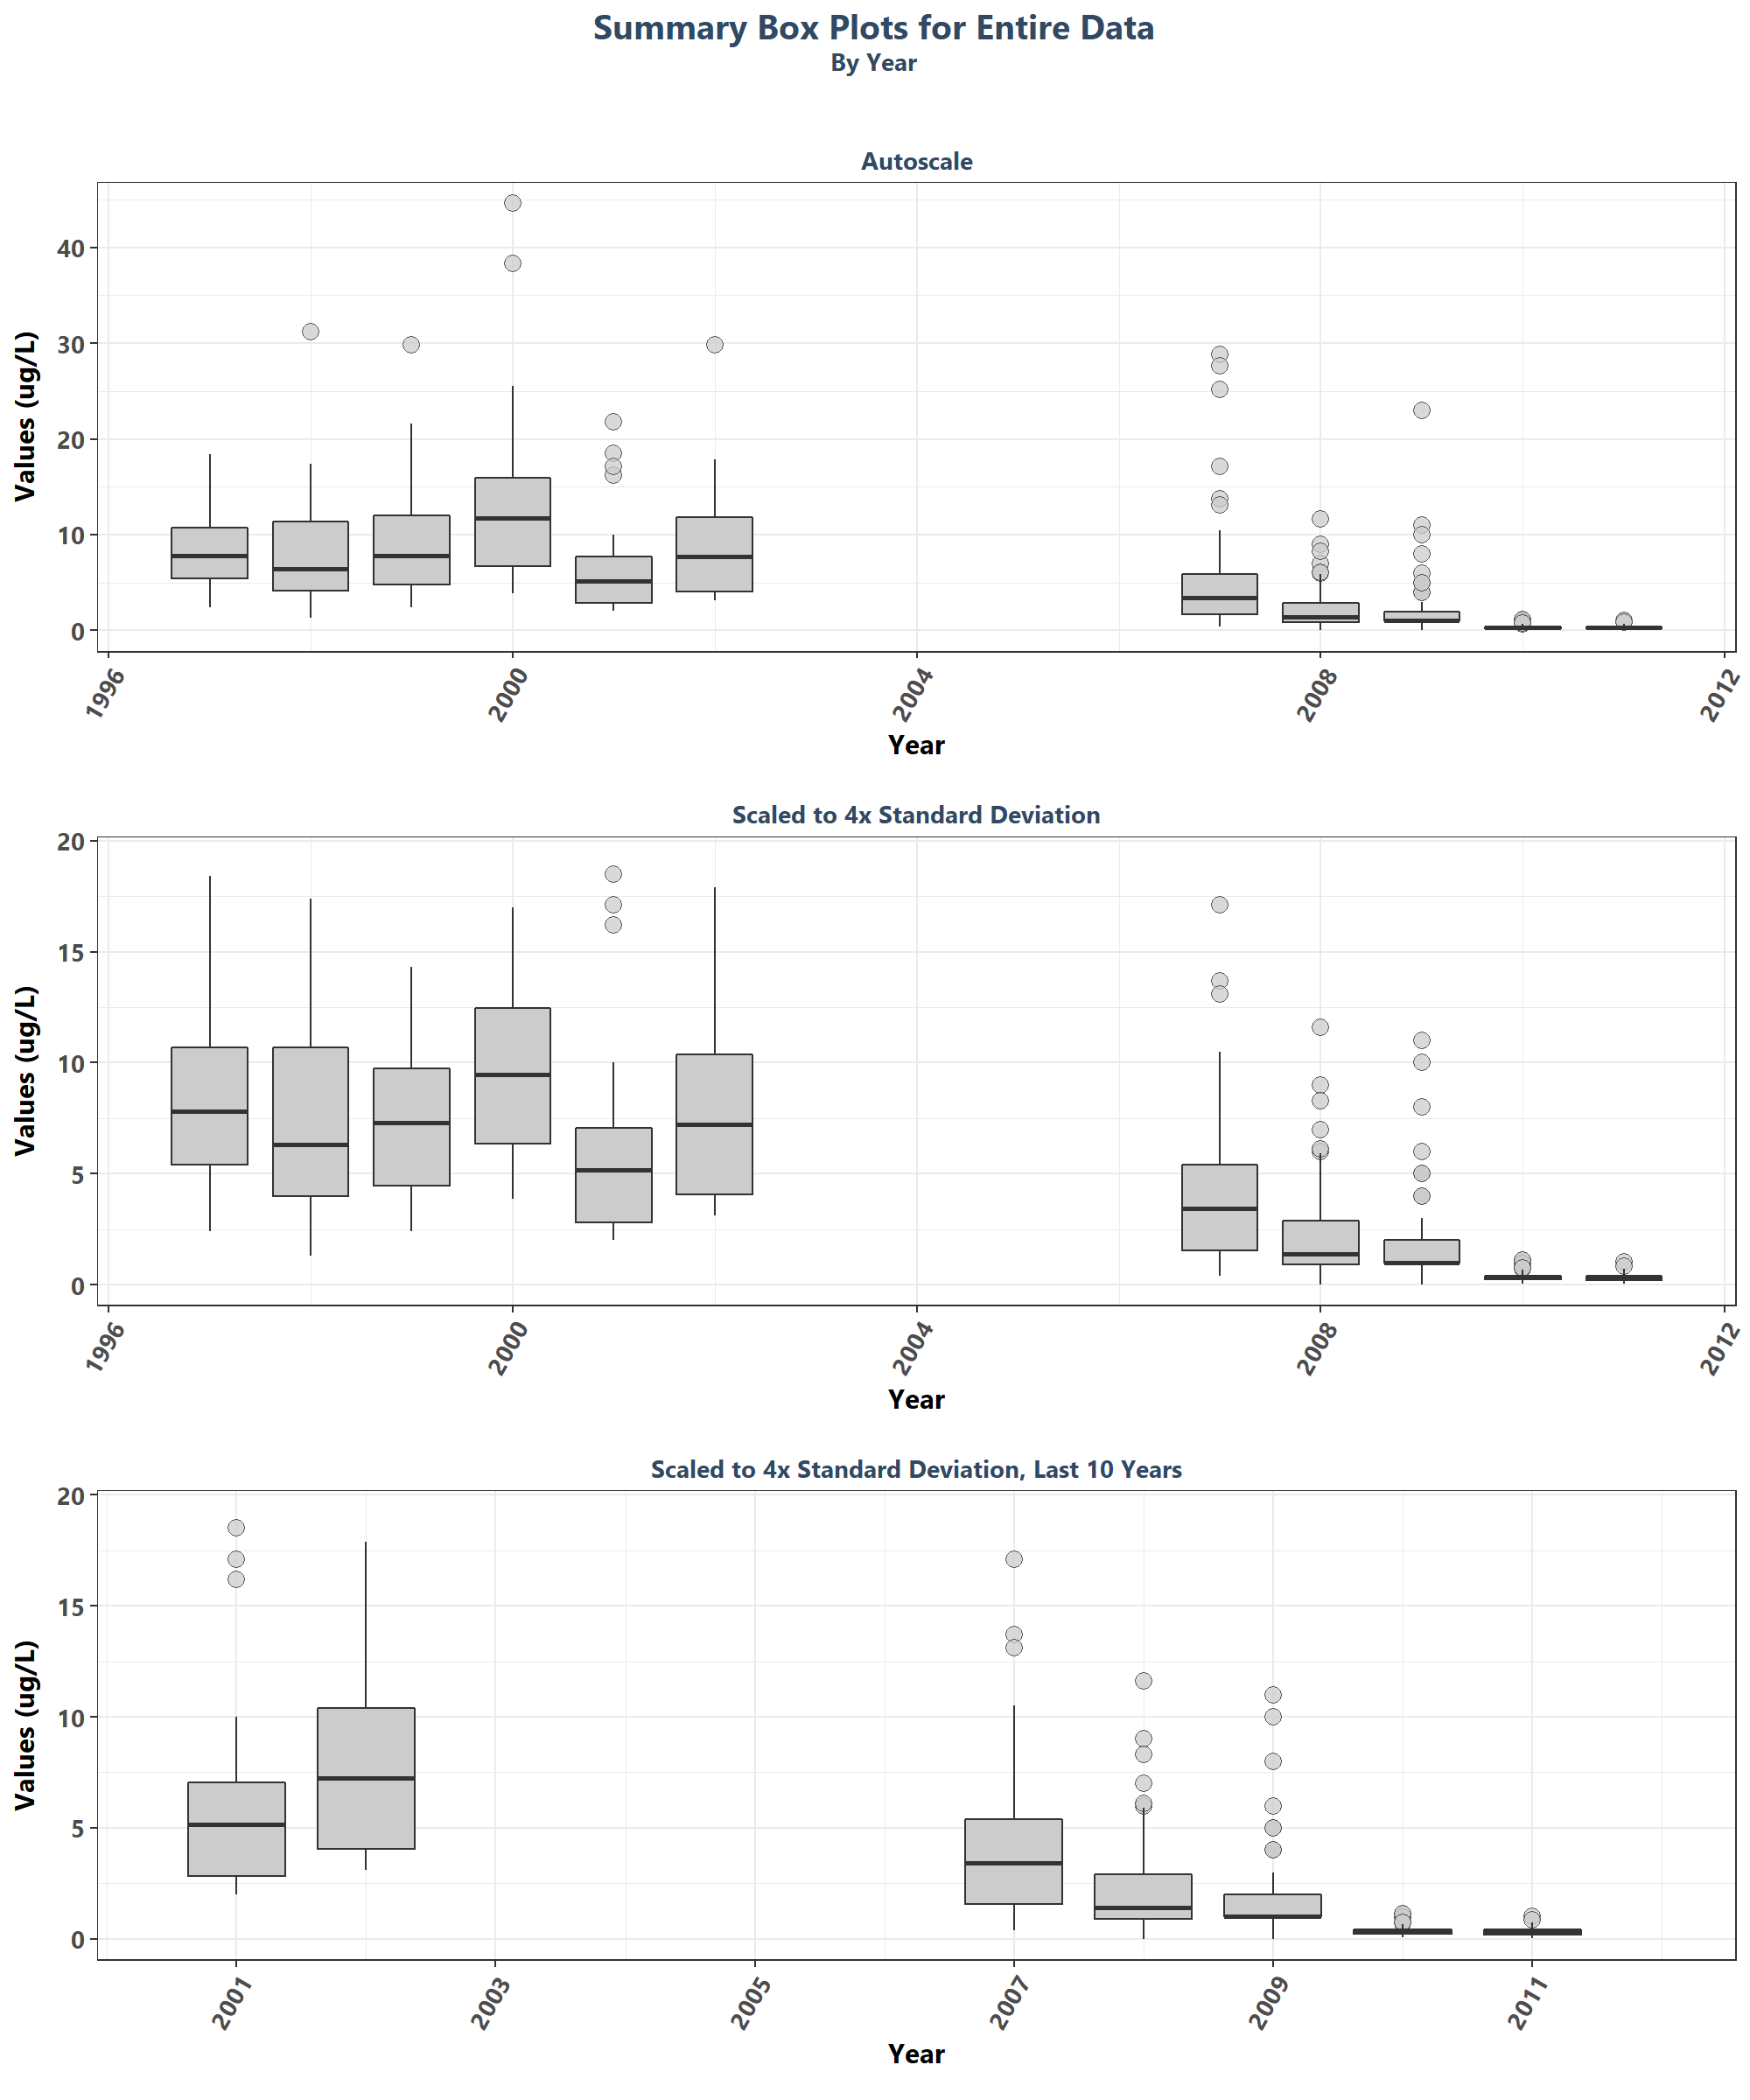 Summary Box Plots for Entire Data
By Year
Autoscale
Values (ug/L)
40
30
20
10
0
1996
2000
2004
2008
2012
Year
Scaled to 4x Standard Deviation
Values (ug/L)
20
15
10
5
0
1996
2000
2004
2008
2012
Year
Scaled to 4x Standard Deviation, Last 10 Years
Values (ug/L)
20
15
10
5
0
2001
2003
2005
2007
2009
2011
Year